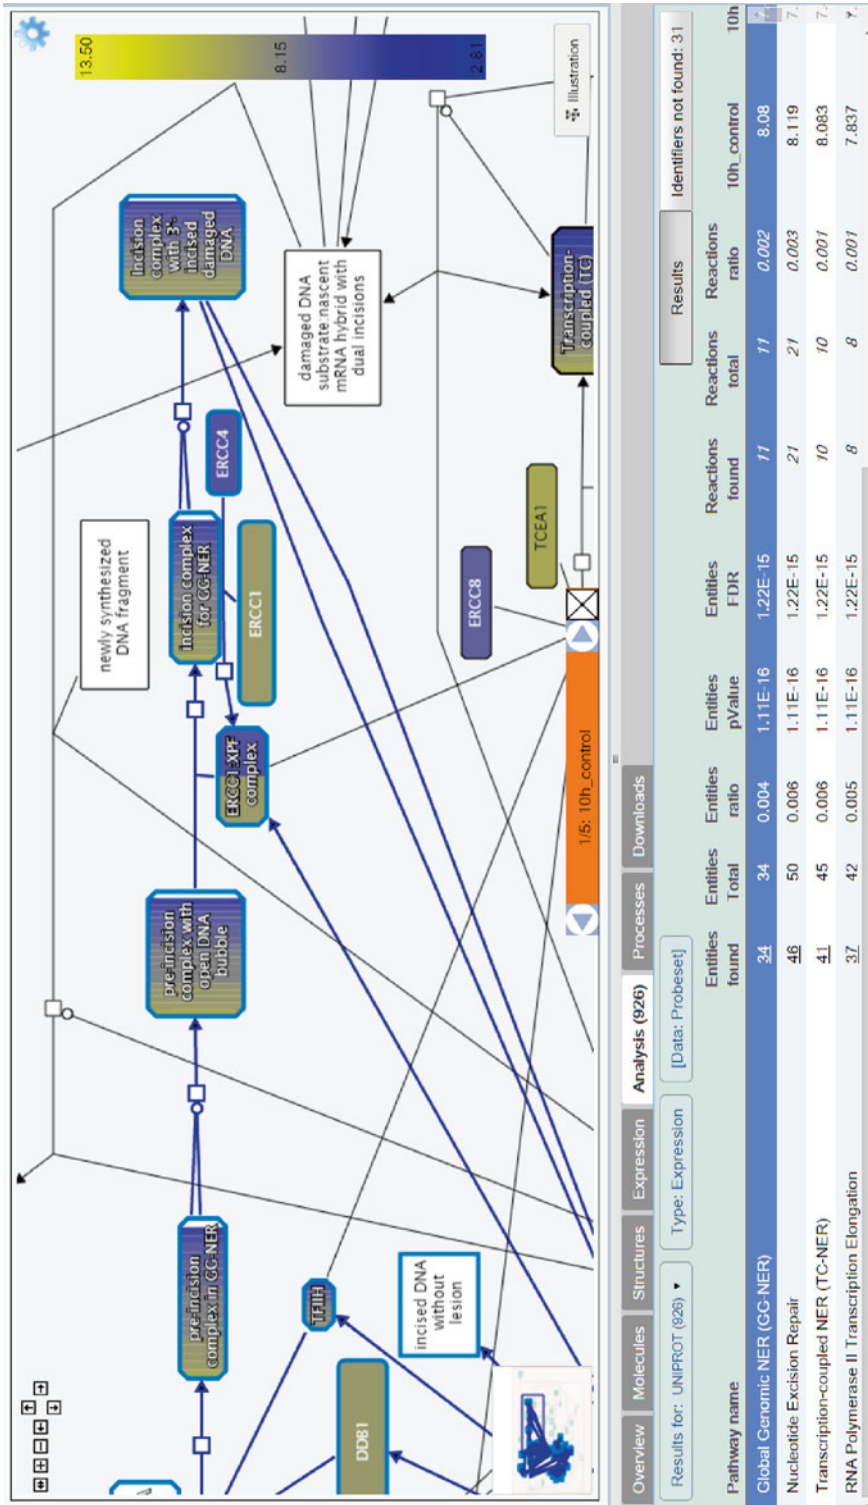 13.50
8.15
2.81
Illustration
pre-incision
complex in GG-NER
pre-incision
complex with
open DNA
bubble
newly synthesized
DNA fragment
incision complex
for GG-NER
Incision
complex
with 3'-
incised
damaged
DNA
ERCC1:XPF
complex
ERCC1
ERCC4
damaged DNA
substrate:nascent
mRNA hybrid with
dual incisions
TFIIH
DDB1
incised DNA
without
lesion
ERCC8
TCEA1
Transcription-
coupled (TC)
1/5: 10h_control
Overview Molecules Structures Expression Analysis (926) Processes Downloads
Results for: UNIPROT (926) ▾ Type: Expression [Data: Probeset] Results Identifiers not found: 31
Pathway name Entities found Entities Total Entities ratio Entities pValue Entities FDR Reactions found Reactions total Reactions ratio 10h_control 10h
Global Genomic NER (GG-NER) 34 34 0.004 1.11E-16 1.22E-15 11 11 0.002 8.08
Nucleotide Excision Repair 46 50 0.006 1.11E-16 1.22E-15 21 21 0.003 8.119 7.
Transcription-coupled NER (TC-NER) 41 45 0.006 1.11E-16 1.22E-15 10 10 0.001 8.083 7.
RNA Polymerase II Transcription Elongation 37 42 0.005 1.11E-16 1.22E-15 8 8 0.001 7.837